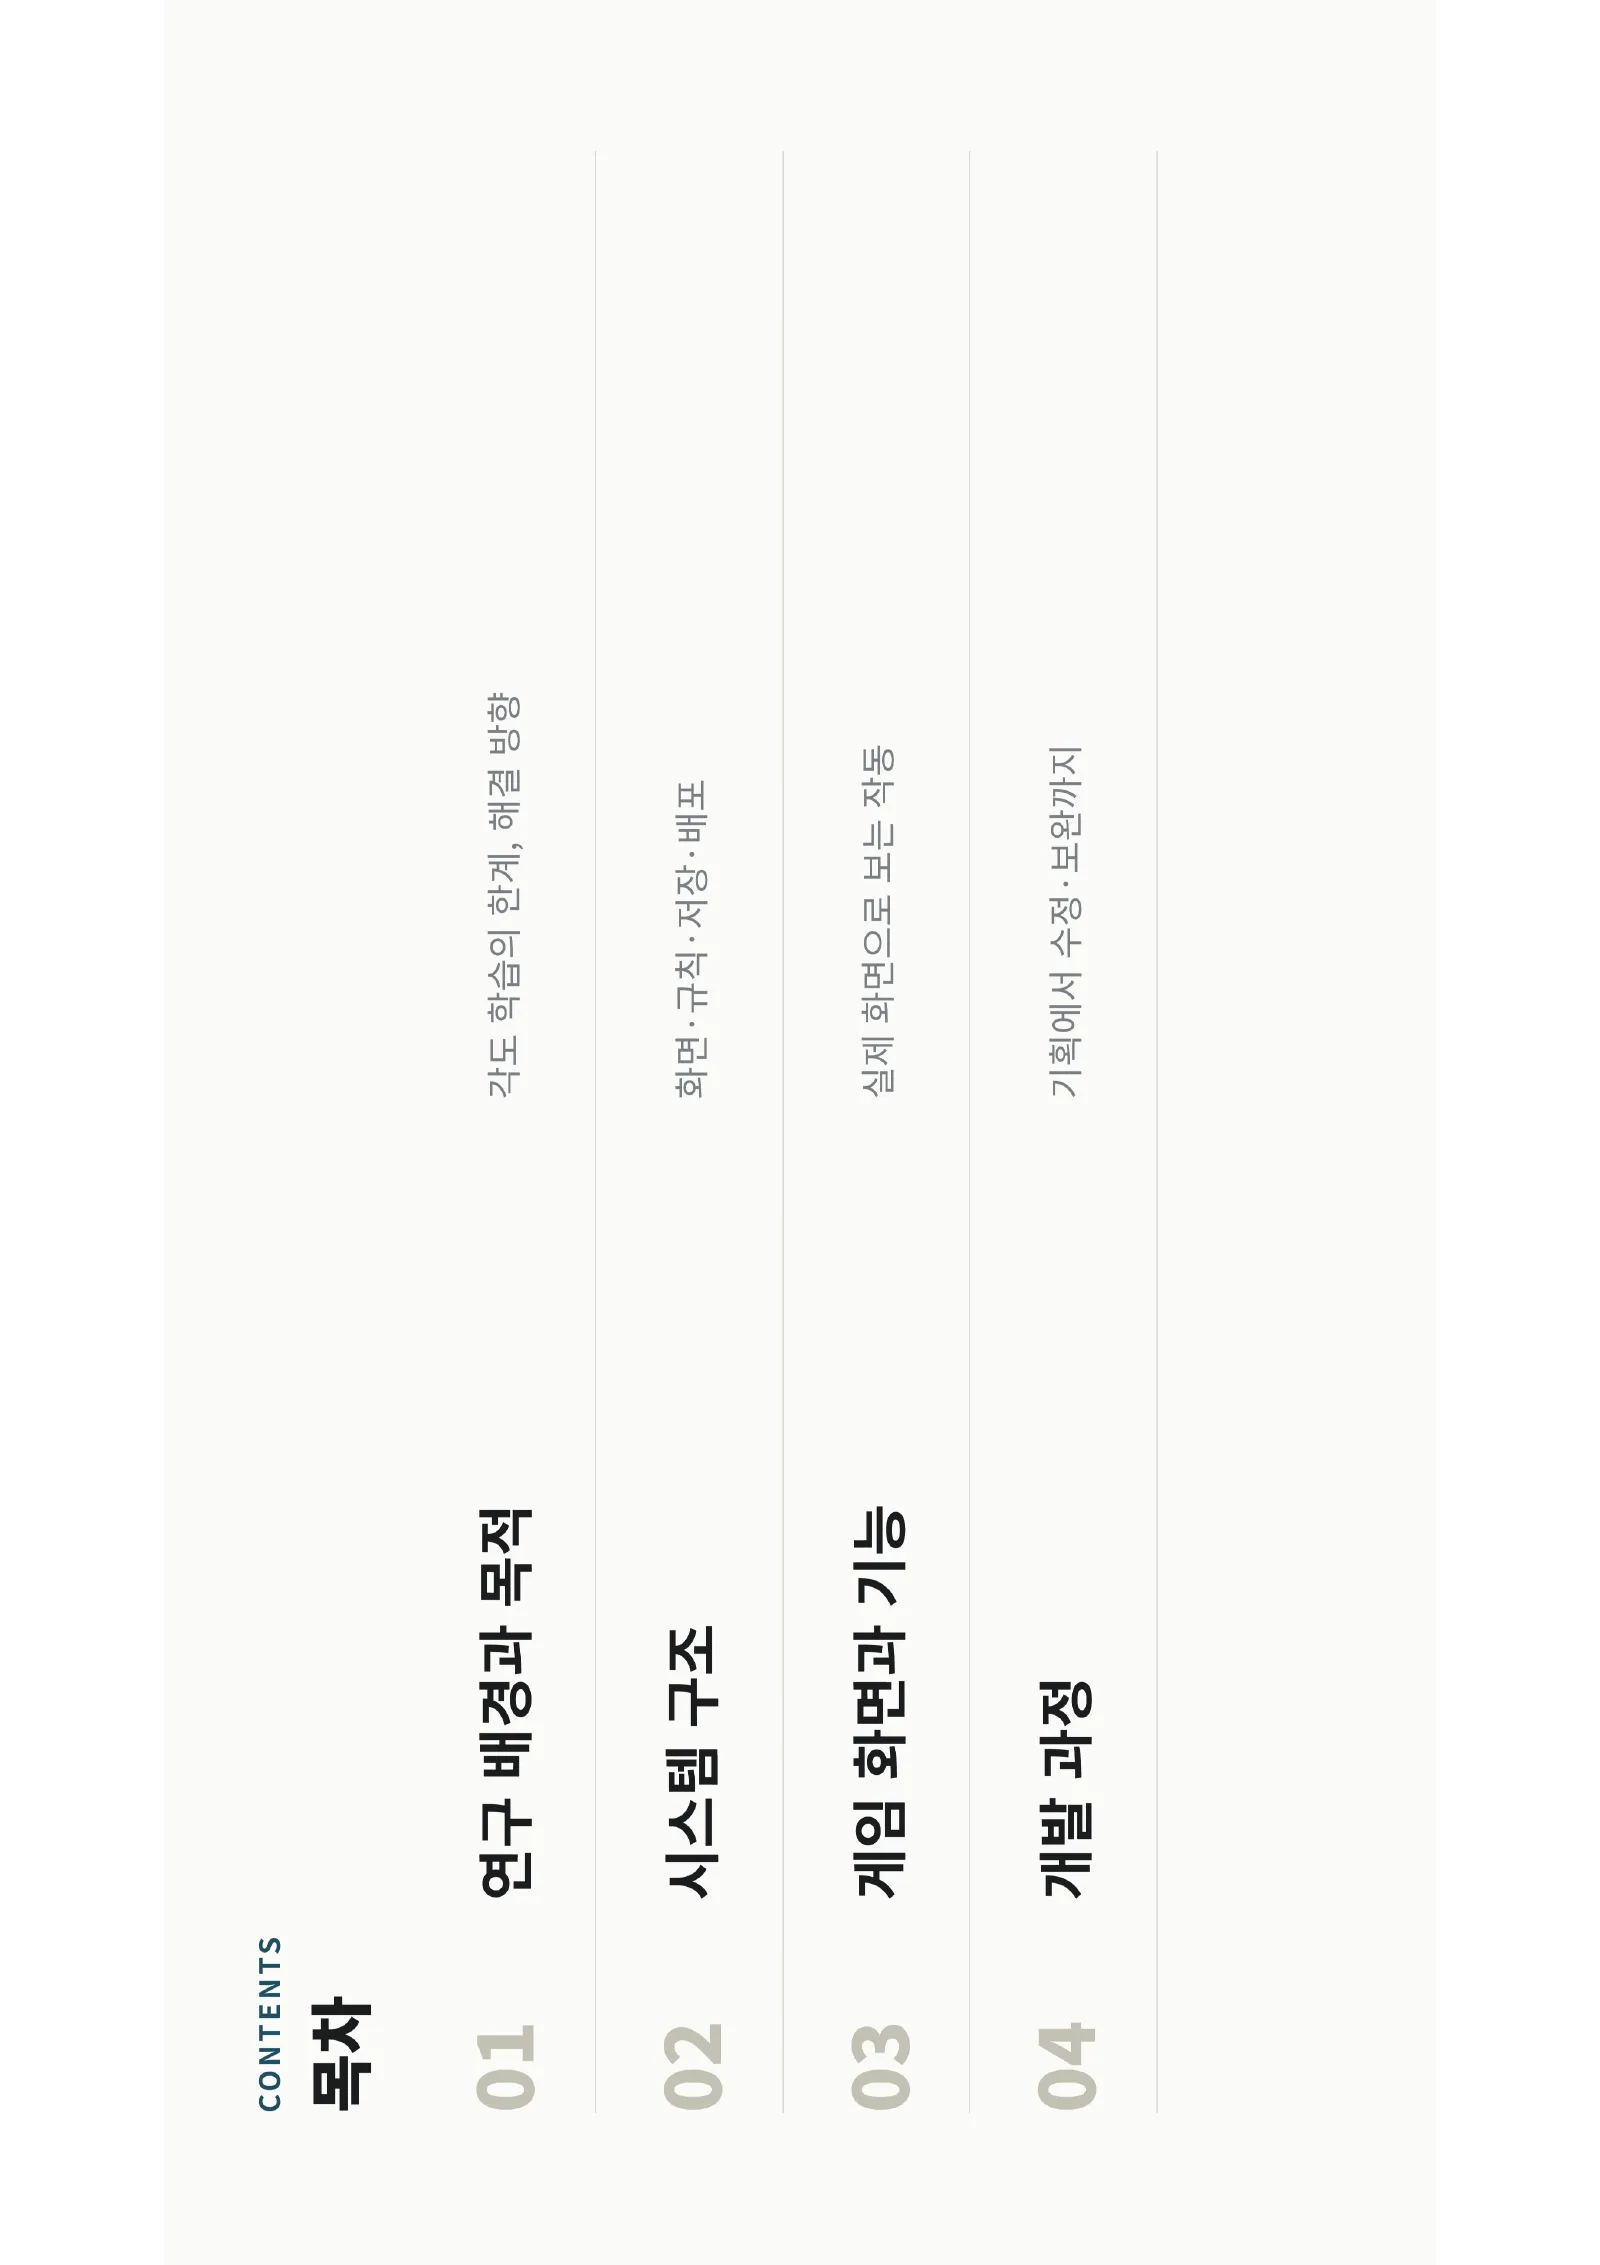 CONTENTS
목차
01 연구 배경과 목적 각도 학습의 한계, 해결 방향
02 시스템 구조 화면·규칙·저장·배포
03 게임 화면과 기능 실제 화면으로 보는 작동
04 개발 과정 기획에서 수정·보완까지